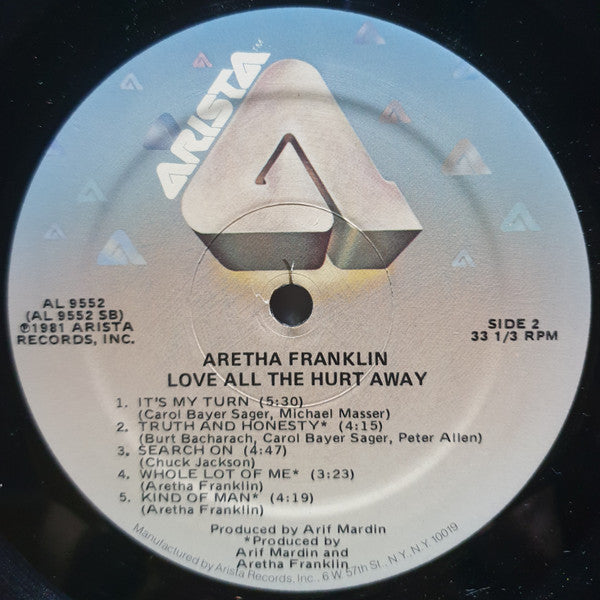 ARISTA™
AL 9552
(AL 9552 SB)
℗1981 ARISTA
RECORDS, INC.
SIDE 2
33 1/3 RPM
ARETHA FRANKLIN
LOVE ALL THE HURT AWAY
1. IT'S MY TURN (5:30)
(Carol Bayer Sager, Michael Masser)
2. TRUTH AND HONESTY* (4:15)
(Burt Bacharach, Carol Bayer Sager, Peter Allen)
3. SEARCH ON (4:47)
(Chuck Jackson)
4. WHOLE LOT OF ME* (3:23)
(Aretha Franklin)
5. KIND OF MAN* (4:19)
(Aretha Franklin)
Produced by Arif Mardin
*Produced by
Arif Mardin and
Aretha Franklin
Manufactured by Arista Records, Inc., 6 W 57th St., N.Y., N.Y. 10019